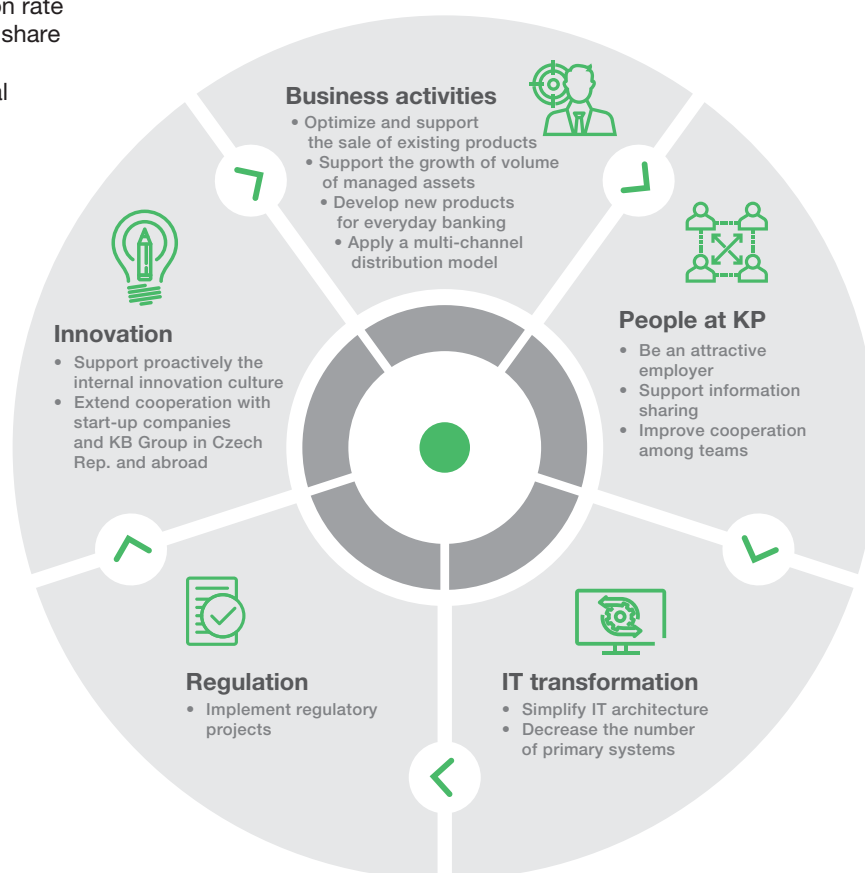 on rate
share
al
Business activities
• Optimize and support
the sale of existing products
• Support the growth of volume
of managed assets
• Develop new products
for everyday banking
• Apply a multi-channel
distribution model
People at KP
• Be an attractive
employer
• Support information
sharing
• Improve cooperation
among teams
IT transformation
• Simplify IT architecture
• Decrease the number
of primary systems
Regulation
• Implement regulatory
projects
Innovation
• Support proactively the
internal innovation culture
• Extend cooperation with
start-up companies
and KB Group in Czech
Rep. and abroad